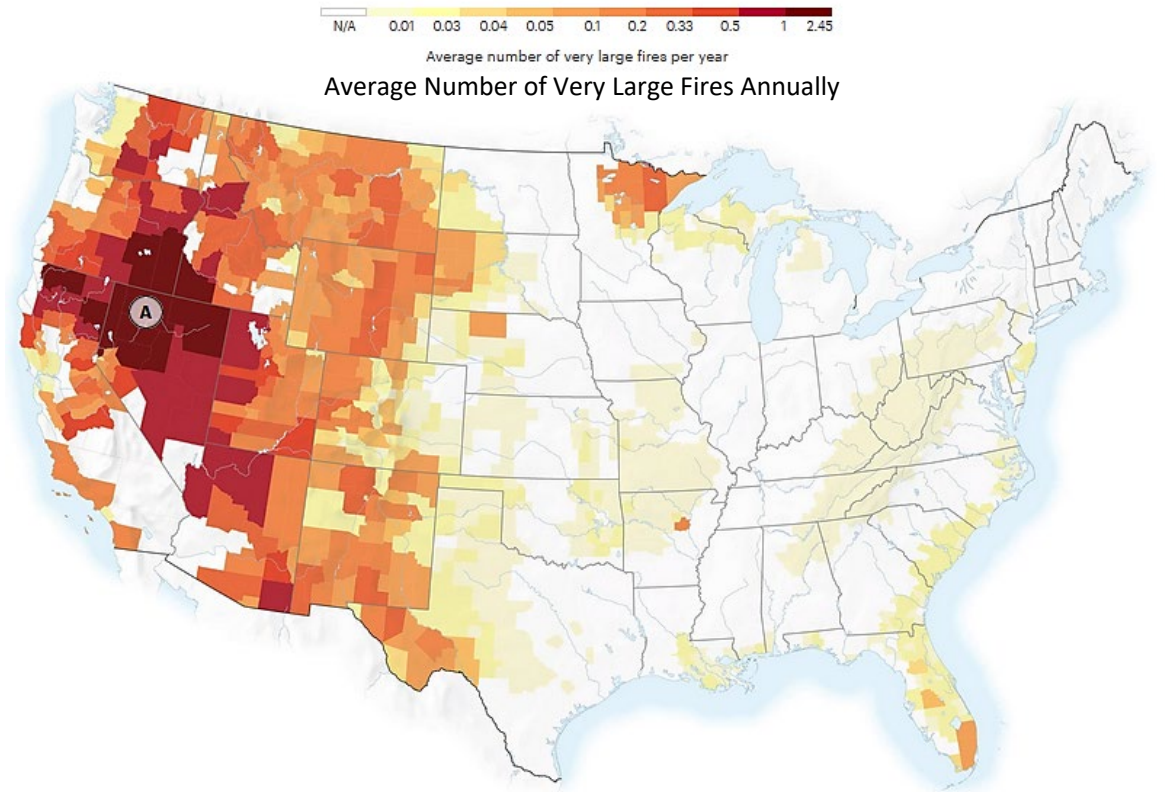 N/A 0.01 0.03 0.04 0.05 0.1 0.2 0.33 0.5 1 2.45
Average number of very large fires per year
Average Number of Very Large Fires Annually
A